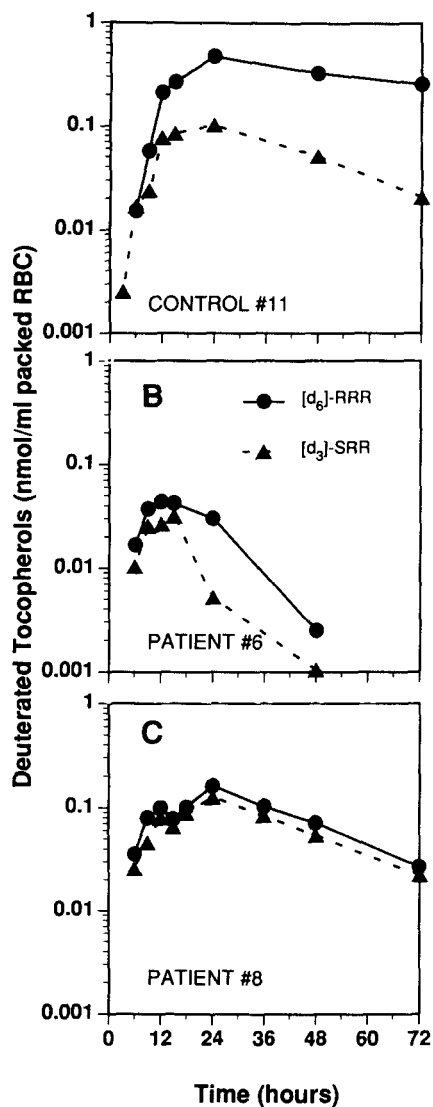 Deuterated Tocopherols (nmol/ml packed RBC)
1
0.1
0.01
0.001
CONTROL #11
1
0.1
0.01
0.001
B
[d6]-RRR
[d3]-SRR
PATIENT #6
1
0.1
0.01
0.001
C
PATIENT #8
0 12 24 36 48 60 72
Time (hours)